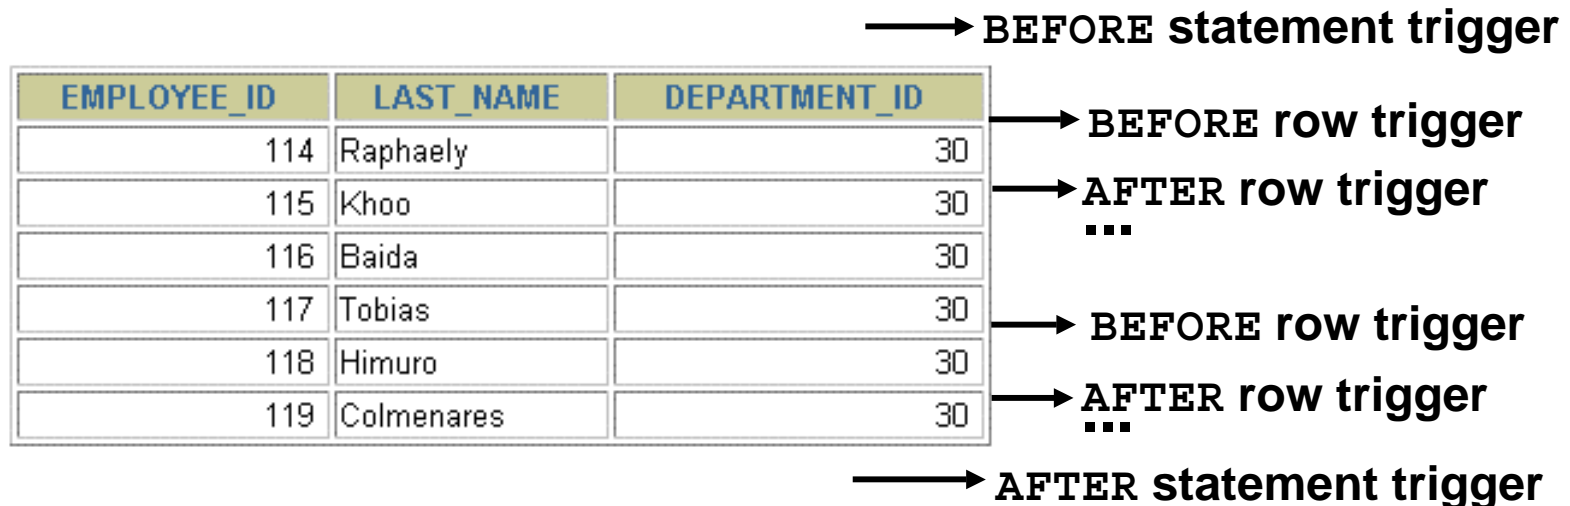 BEFORE statement trigger
EMPLOYEE_ID LAST_NAME DEPARTMENT_ID
BEFORE row trigger
114 Raphaely 30
AFTER row trigger
115 Khoo 30
...
116 Baida 30
117 Tobias 30
BEFORE row trigger
118 Himuro 30
AFTER row trigger
119 Colmenares 30
...
AFTER statement trigger